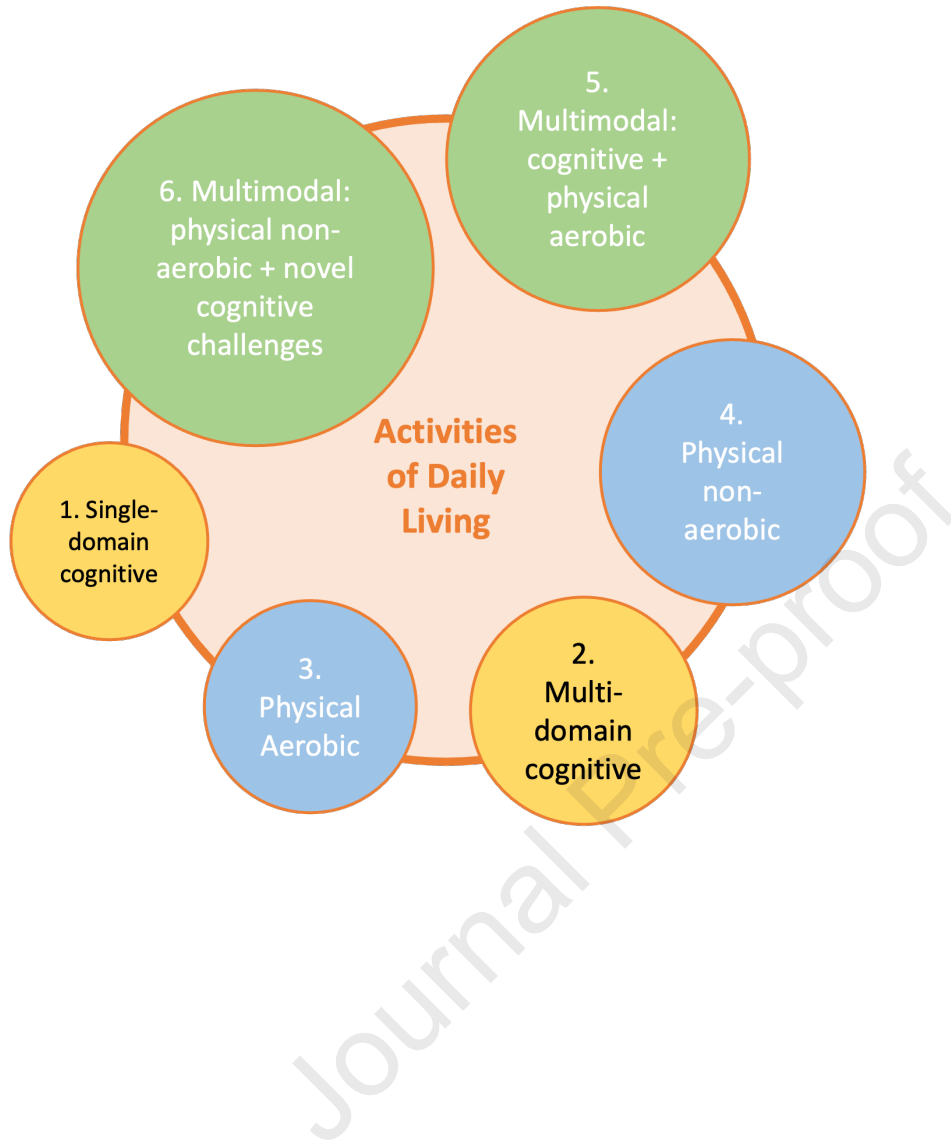 5.
Multimodal:
cognitive +
physical
aerobic
6. Multimodal:
physical non-
aerobic + novel
cognitive
challenges
4.
Physical
non-
aerobic
Activities
of Daily
Living
1. Single-
domain
cognitive
3.
Physical
Aerobic
2.
Multi-
domain
cognitive
Journal Pre-proof